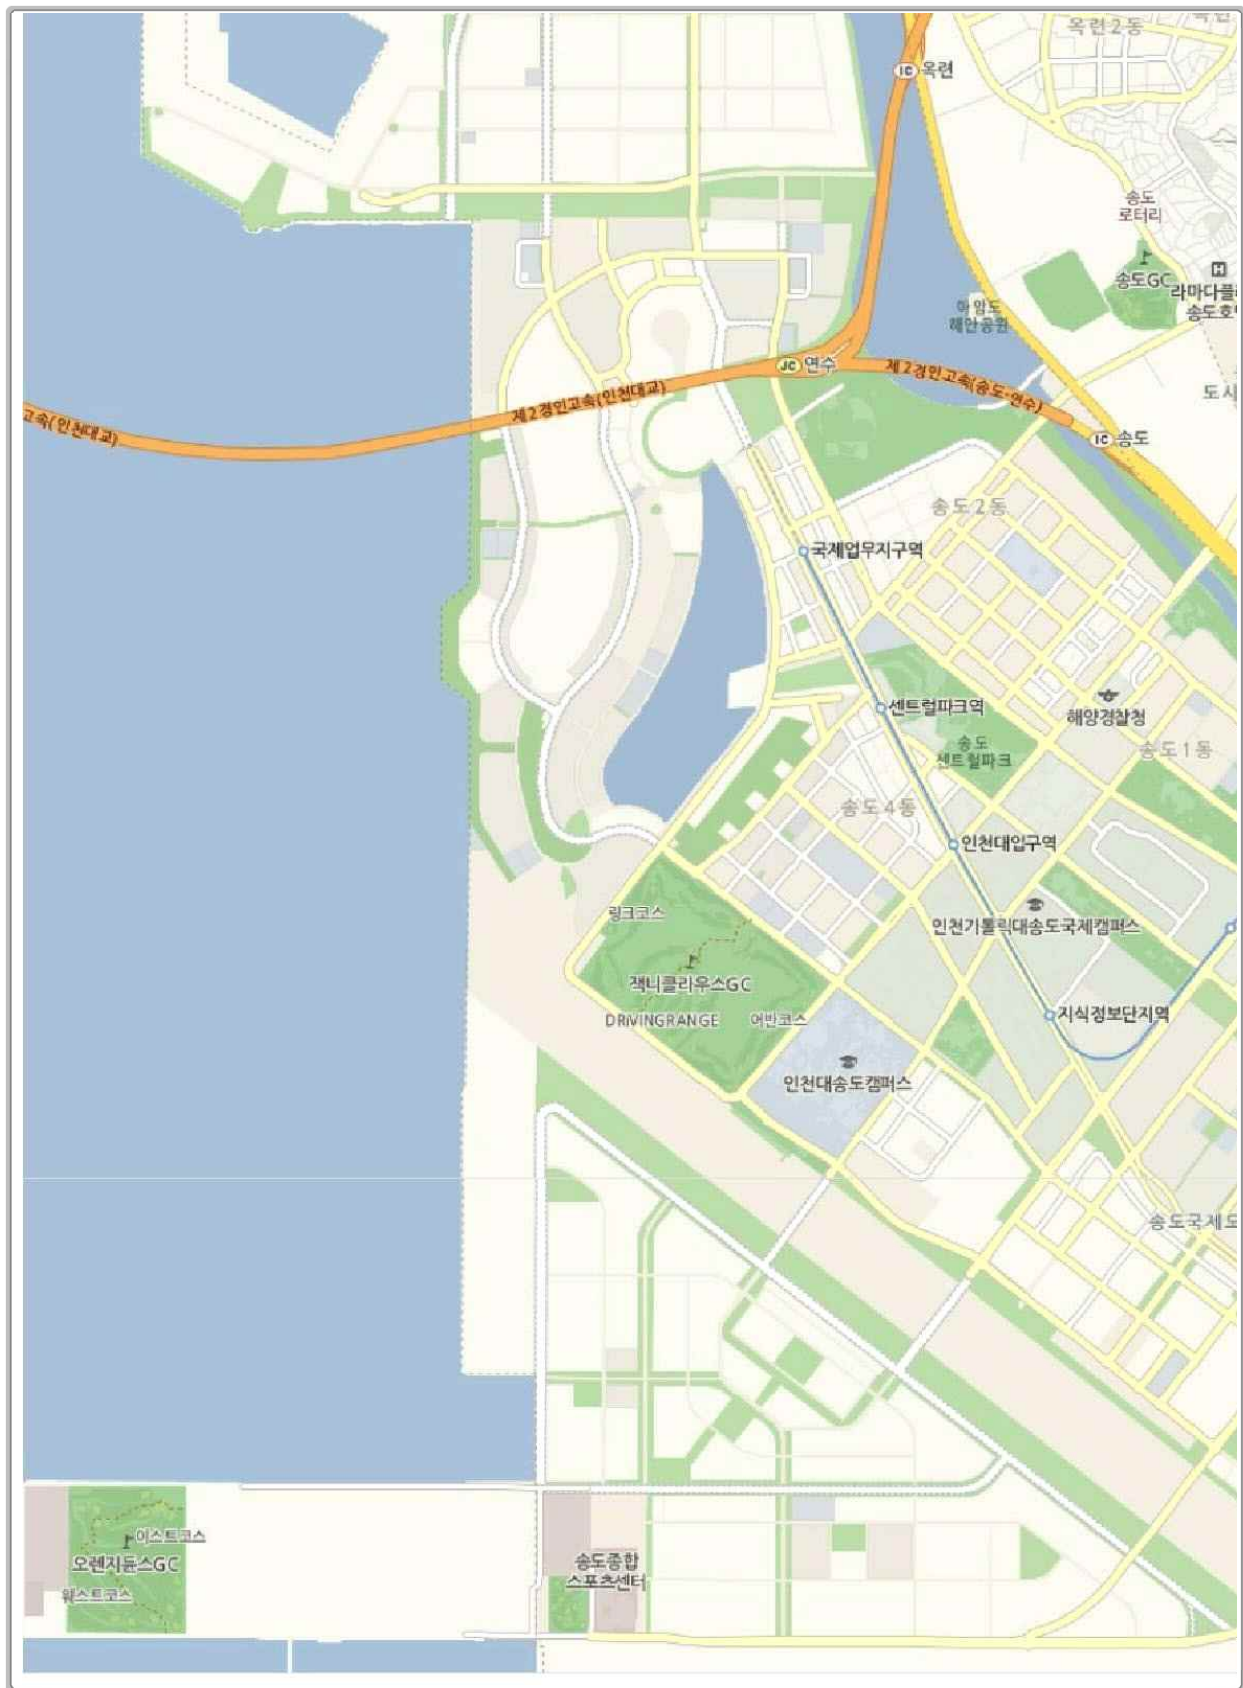 옥련2동
IC 옥련
송도
로터리
송도GC
H
라마다플
송도호
아암도
해안공원
JC 연수
제2경인고속(송도-연수)
도시
제2경인고속(인천대교)
고속(인천대교)
IC 송도
송도2동
국제업무지구역
센트럴파크역
해양경찰청
송도
센트럴파크
송도1동
송도4동
인천대입구역
링크코스
인천가톨릭대송도국제캠퍼스
잭니클라우스GC
DRIVINGRANGE
어반코스
지식정보단지역
인천대송도캠퍼스
송도국제도
이스트코스
오렌지듄스GC
웨스트코스
송도종합
스포츠센터